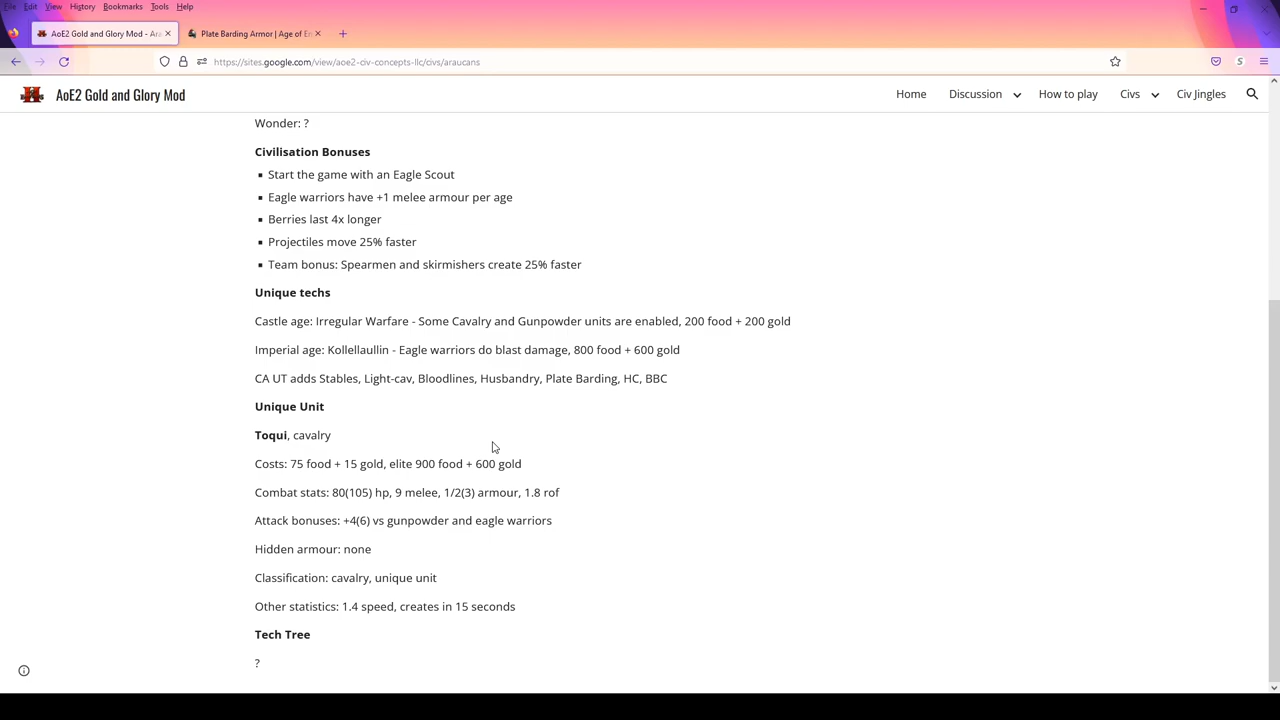 File Edit View History Bookmarks Tools Help
AoE2 Gold and Glory Mod - Ara
Plate Barding Armor | Age of En
https://sites.google.com/view/aoe2-civ-concepts-llc/civs/araucans
AoE2 Gold and Glory Mod
Home Discussion How to play Civs Civ Jingles
Wonder: ?
Civilisation Bonuses
Start the game with an Eagle Scout
Eagle warriors have +1 melee armour per age
Berries last 4x longer
Projectiles move 25% faster
Team bonus: Spearmen and skirmishers create 25% faster
Unique techs
Castle age: Irregular Warfare - Some Cavalry and Gunpowder units are enabled, 200 food + 200 gold
Imperial age: Kollellaullin - Eagle warriors do blast damage, 800 food + 600 gold
CA UT adds Stables, Light-cav, Bloodlines, Husbandry, Plate Barding, HC, BBC
Unique Unit
Toqui, cavalry
Costs: 75 food + 15 gold, elite 900 food + 600 gold
Combat stats: 80(105) hp, 9 melee, 1/2(3) armour, 1.8 rof
Attack bonuses: +4(6) vs gunpowder and eagle warriors
Hidden armour: none
Classification: cavalry, unique unit
Other statistics: 1.4 speed, creates in 15 seconds
Tech Tree
?